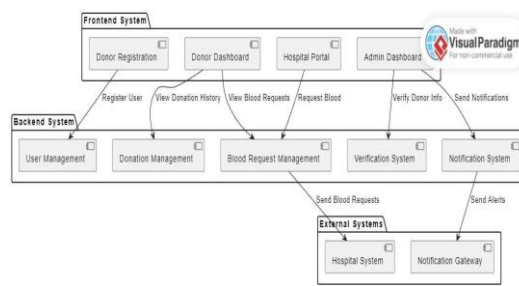 Frontend System
Made with
Visual Paradigm
For non-commercial use
Donor Registration
Donor Dashboard
Hospital Portal
Admin Dashboard
Register User
View Donation History
View Blood Requests
Request Blood
Verify Donor Info
Send Notifications
Backend System
User Management
Donation Management
Blood Request Management
Verification System
Notification System
Send Blood Requests
Send Alerts
External Systems
Hospital System
Notification Gateway